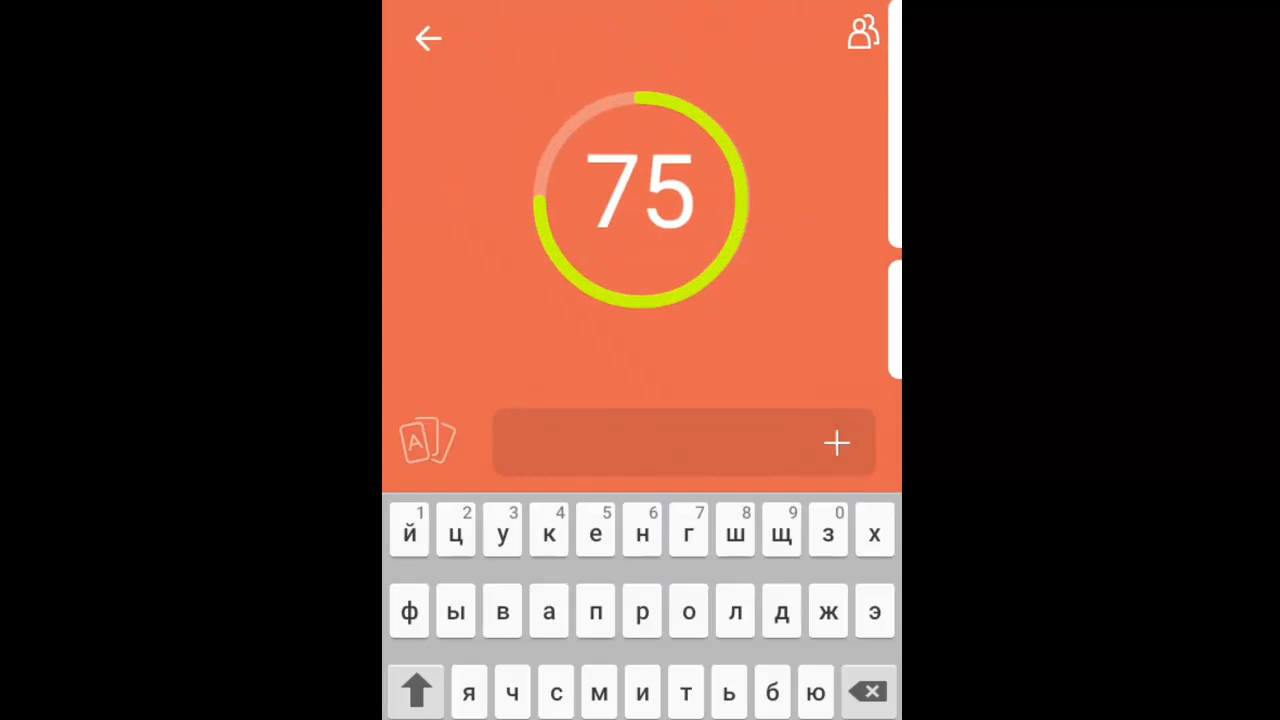 75
A
1 2 3 4 5 6 7 8 9 0
й ц у к е н г ш щ з х
ф ы в а п р о л д ж э
я ч с м и т ь б ю